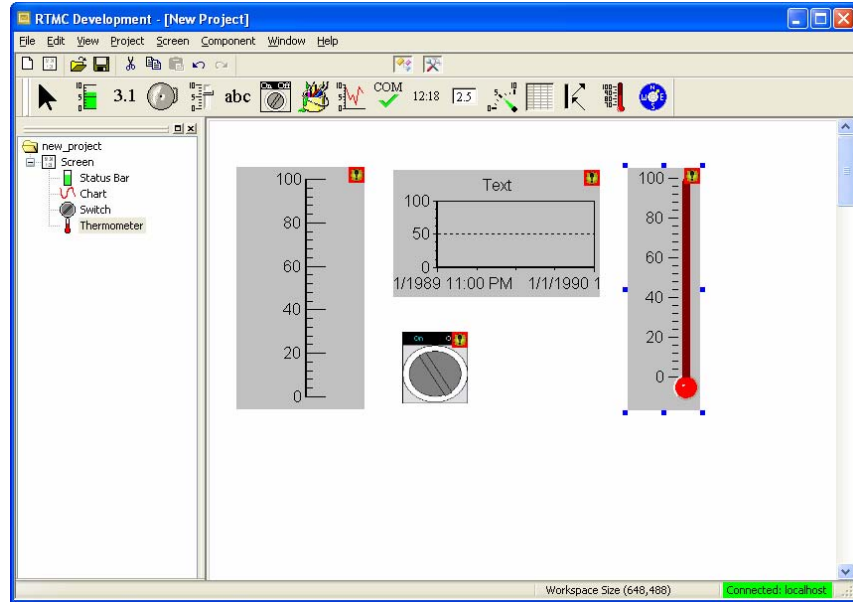 RTMC Development - [New Project]
File Edit View Project Screen Component Window Help
3.1 abc On Off COM 12:18 2.5
new_project
Screen
Status Bar
Chart
Switch
Thermometer
100
80
60
40
20
0
Text
100
50
0
1/1989 11:00 PM 1/1/1990 1
On
100
80
60
40
20
0
Workspace Size (648,488) Connected: localhost